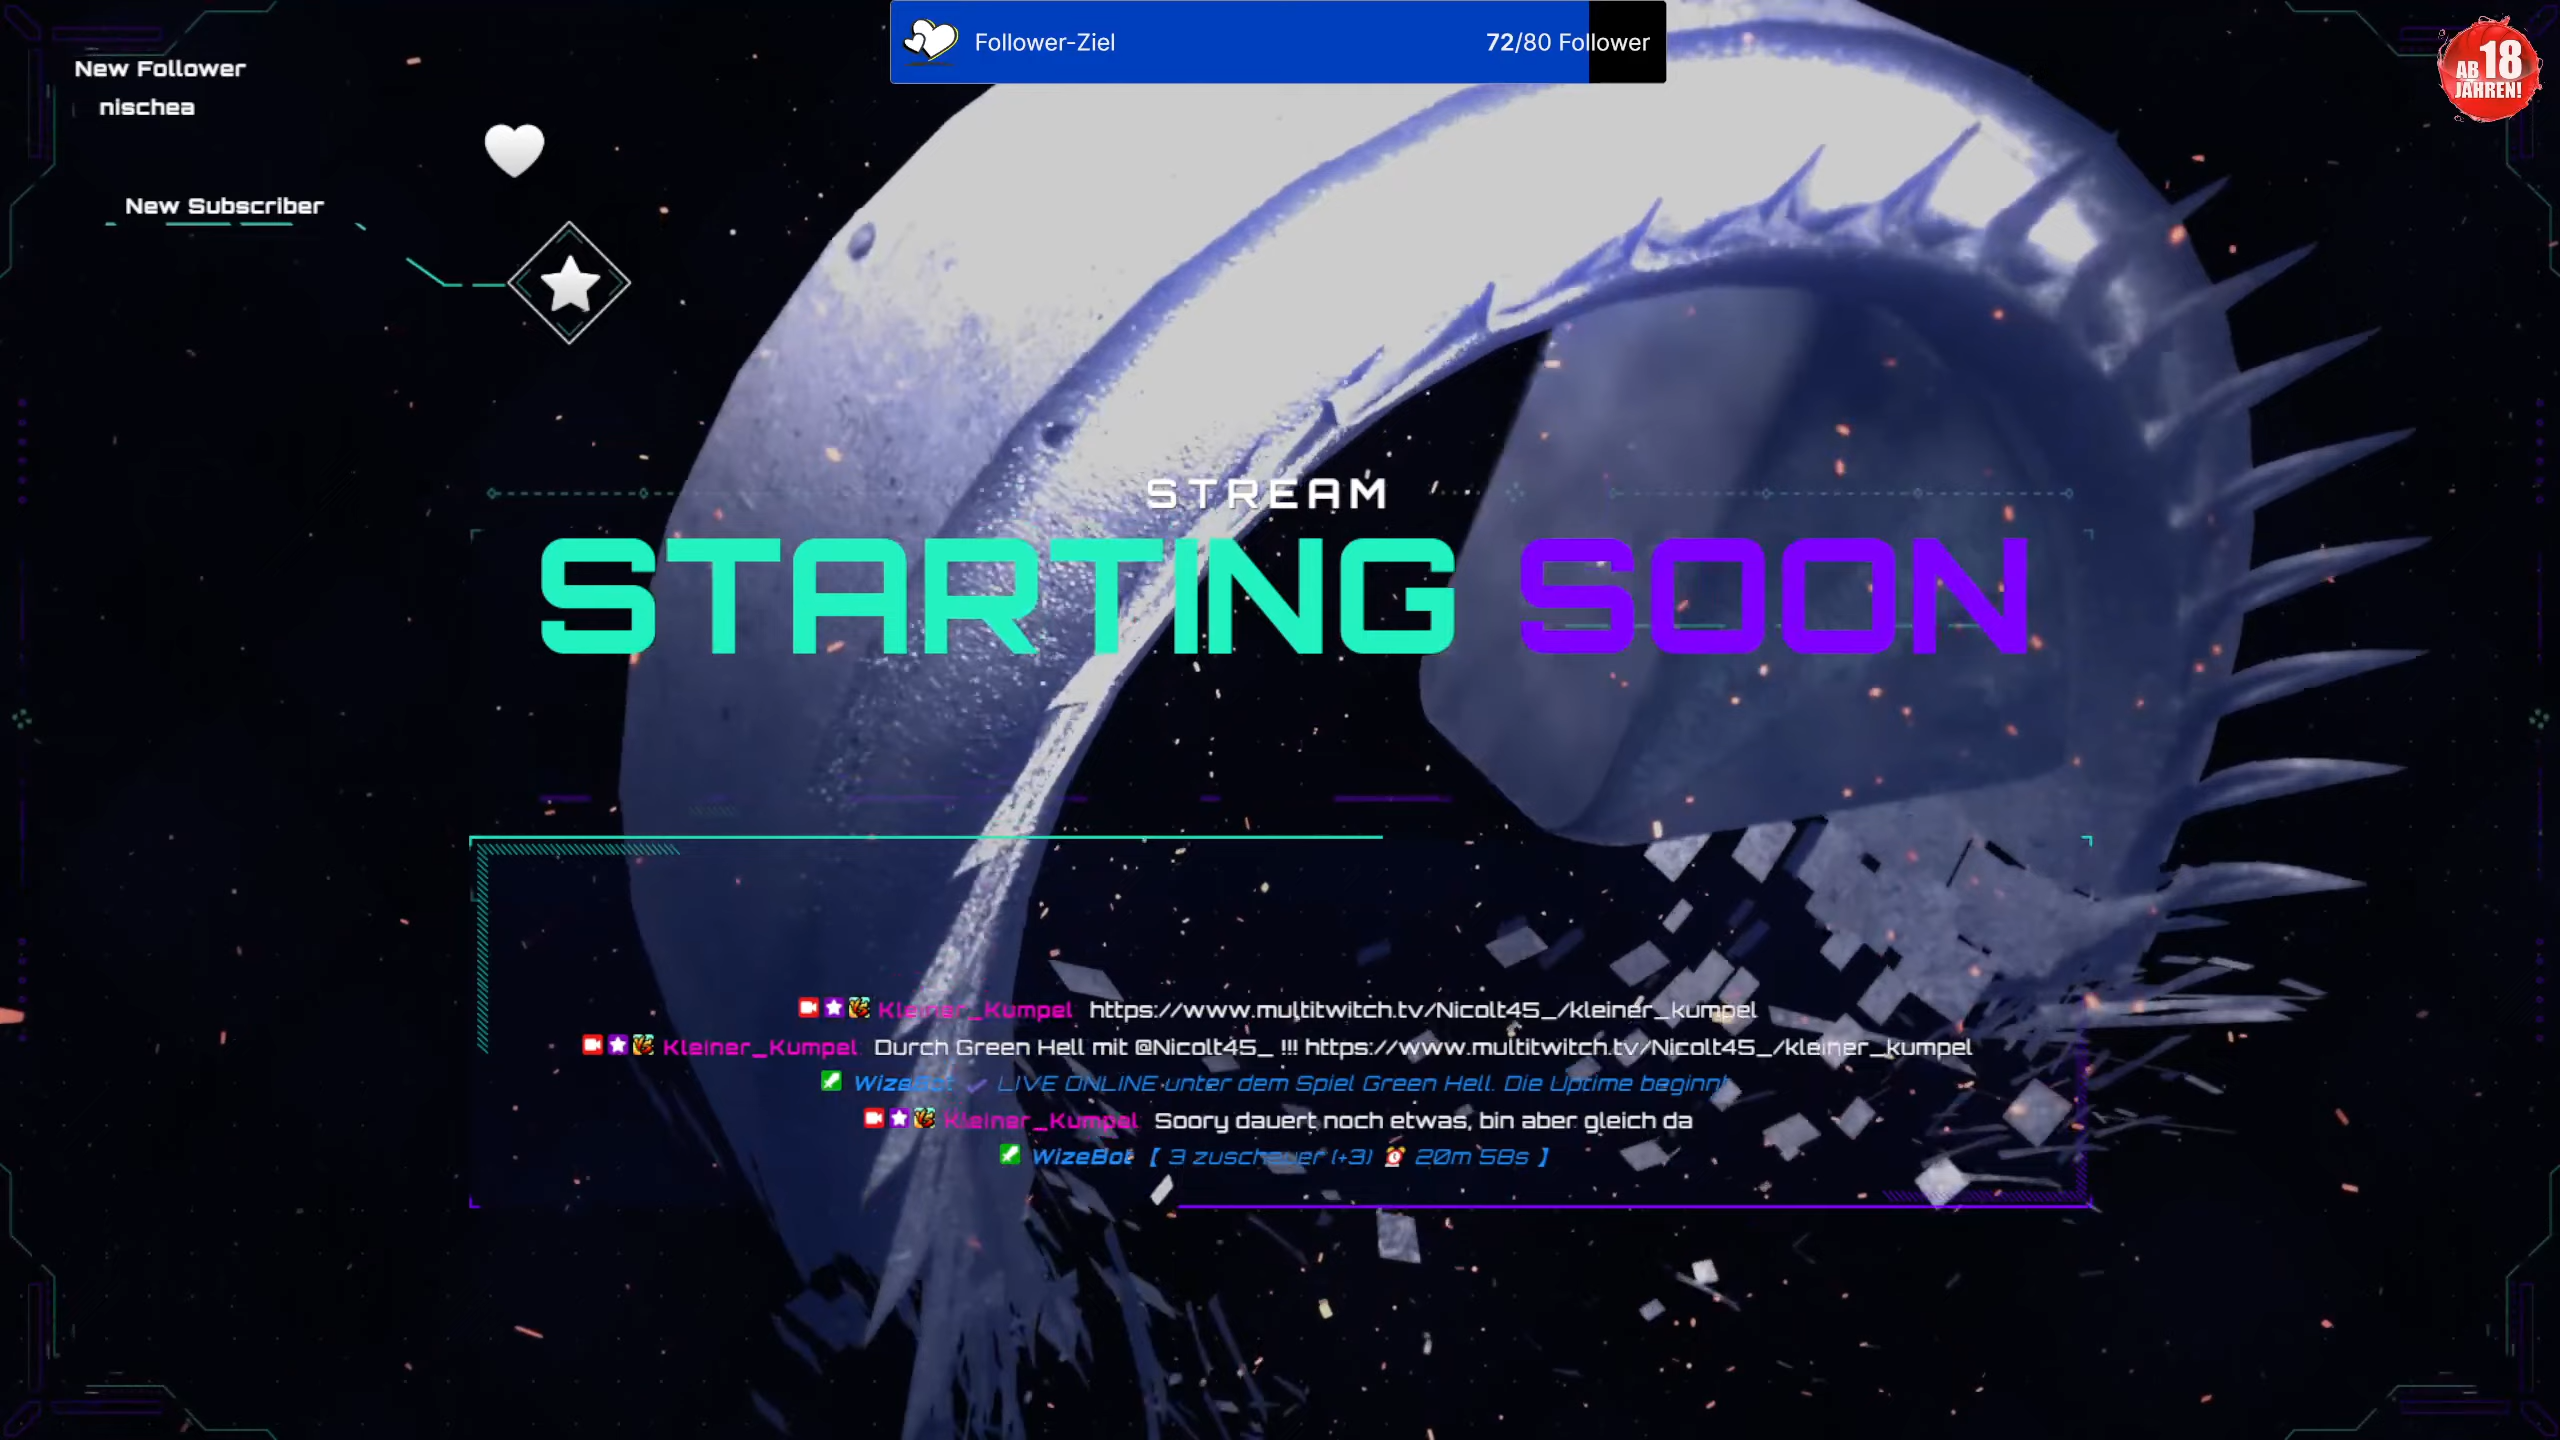 Follower-Ziel 72/80 Follower
AB 18
JAHREN!
New Follower
nischea
New Subscriber
STREAM
STARTING SOON
Kleiner_Kumpel https://www.multitwitch.tv/Nicolt45_/kleiner_kumpel
Kleiner_Kumpel Durch Green Hell mit @Nicolt45_ !!! https://www.multitwitch.tv/Nicolt45_/kleiner_kumpel
WizeBot ✔ LIVE ONLINE unter dem Spiel Green Hell. Die Uptime beginnt
Kleiner_Kumpel Soory dauert noch etwas, bin aber gleich da
WizeBot 【 3 zuschauer (+3) ⏰ 20m 58s 】